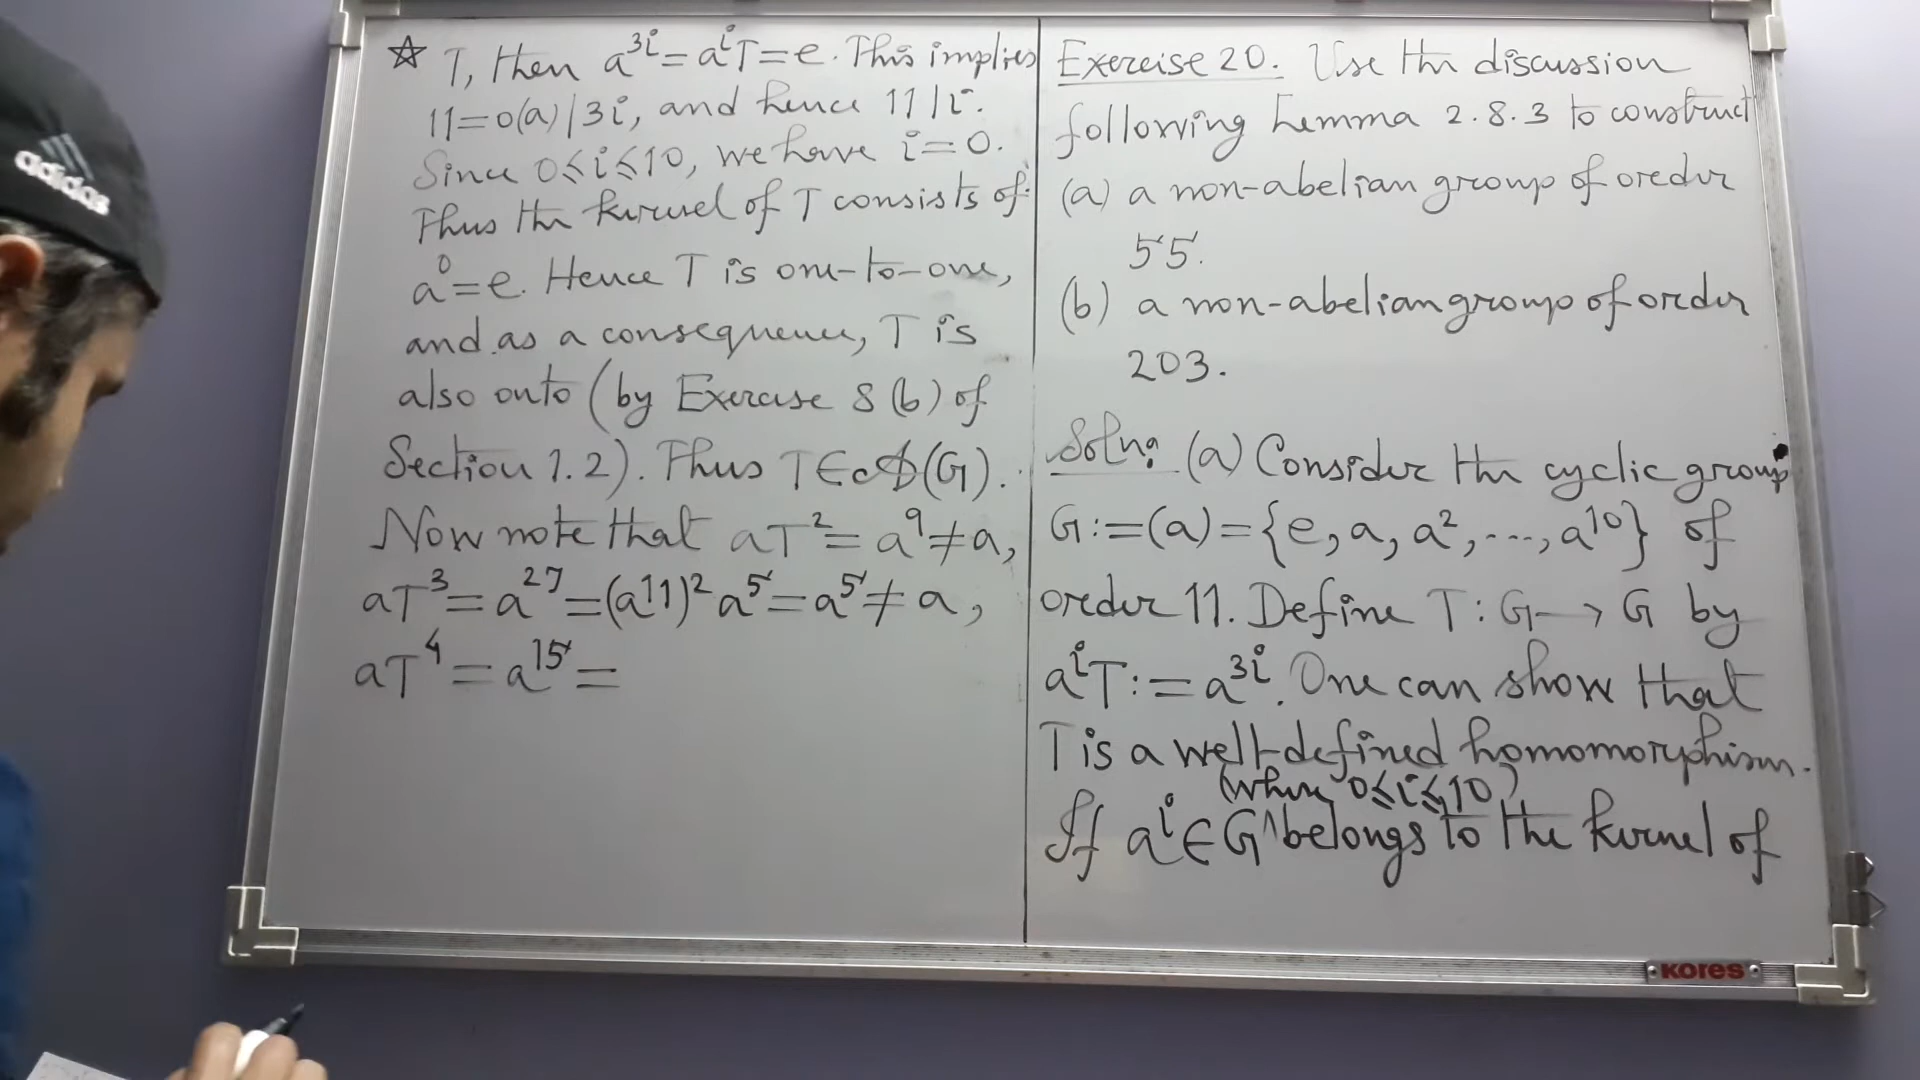 ☆ T, then a^{3i} = a^iT = e. This implies
11 = o(a) | 3i, and hence 11 | i.
Since 0 ≤ i ≤ 10, we have i = 0.
Thus the kernel of T consists of
a^0 = e. Hence T is one-to-one,
and as a consequence, T is
also onto (by Exercise 8 (b) of
Section 1.2). Thus T ∈ 𝒜(G).
Now note that aT^2 = a^9 ≠ a,
aT^3 = a^{27} = (a^{11})^2 a^5 = a^5 ≠ a,
aT^4 = a^{15} =
Exercise 20. Use the discussion
following Lemma 2.8.3 to construct
(a) a non-abelian group of order
55.
(b) a non-abelian group of order
203.
Soln: (a) Consider the cyclic group
G := (a) = {e, a, a^2, ..., a^{10}} of
order 11. Define T : G → G by
a^iT := a^{3i}. One can show that
T is a well-defined homomorphism.
(where 0 ≤ i ≤ 10)
If a^i ∈ G ^ belongs to the kernel of
KORES
adidas